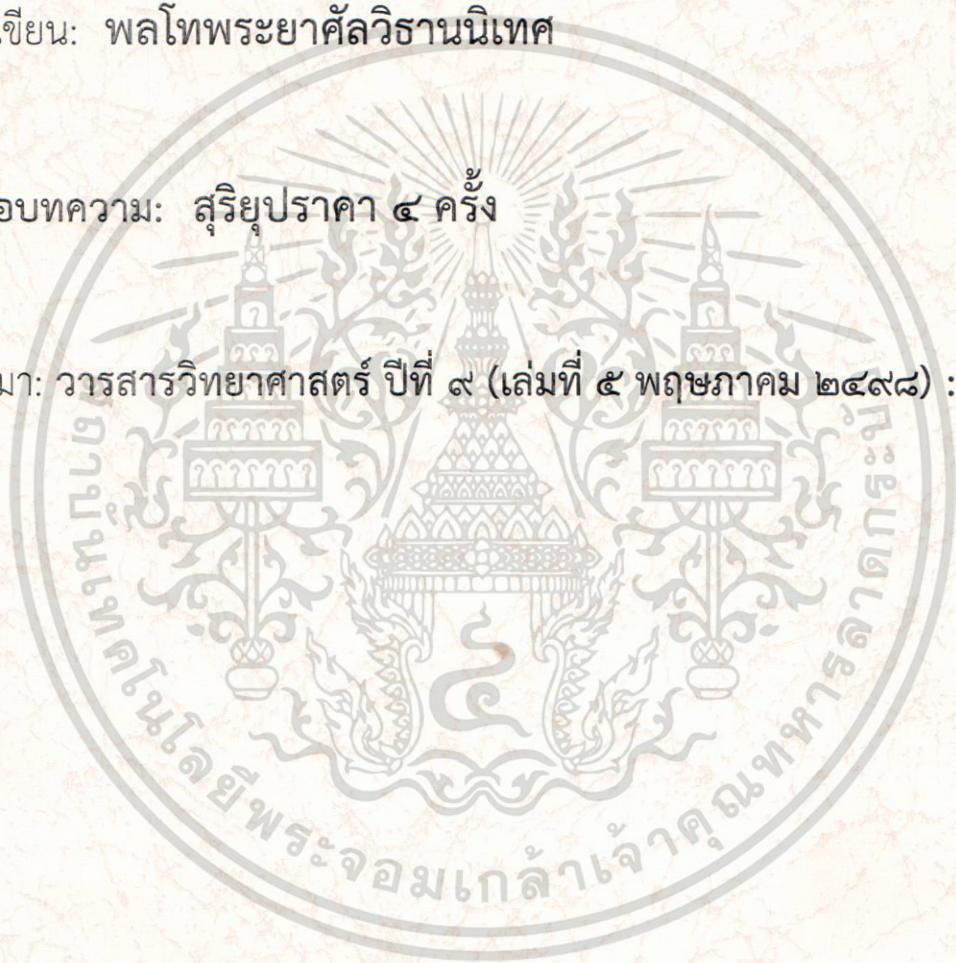 เขียน: พลโทพระยาศัลวิธานนิเทศ
อบทความ: สุริยุปราคา ๔ ครั้ง
มา: วารสารวิทยาศาสตร์ ปีที่ ๙ (เล่มที่ ๕ พฤษภาคม ๒๔๙๘) :
สถาบันเทคโนโลยีพระจอมเกล้าเจ้าคุณทหารลาดกระบัง